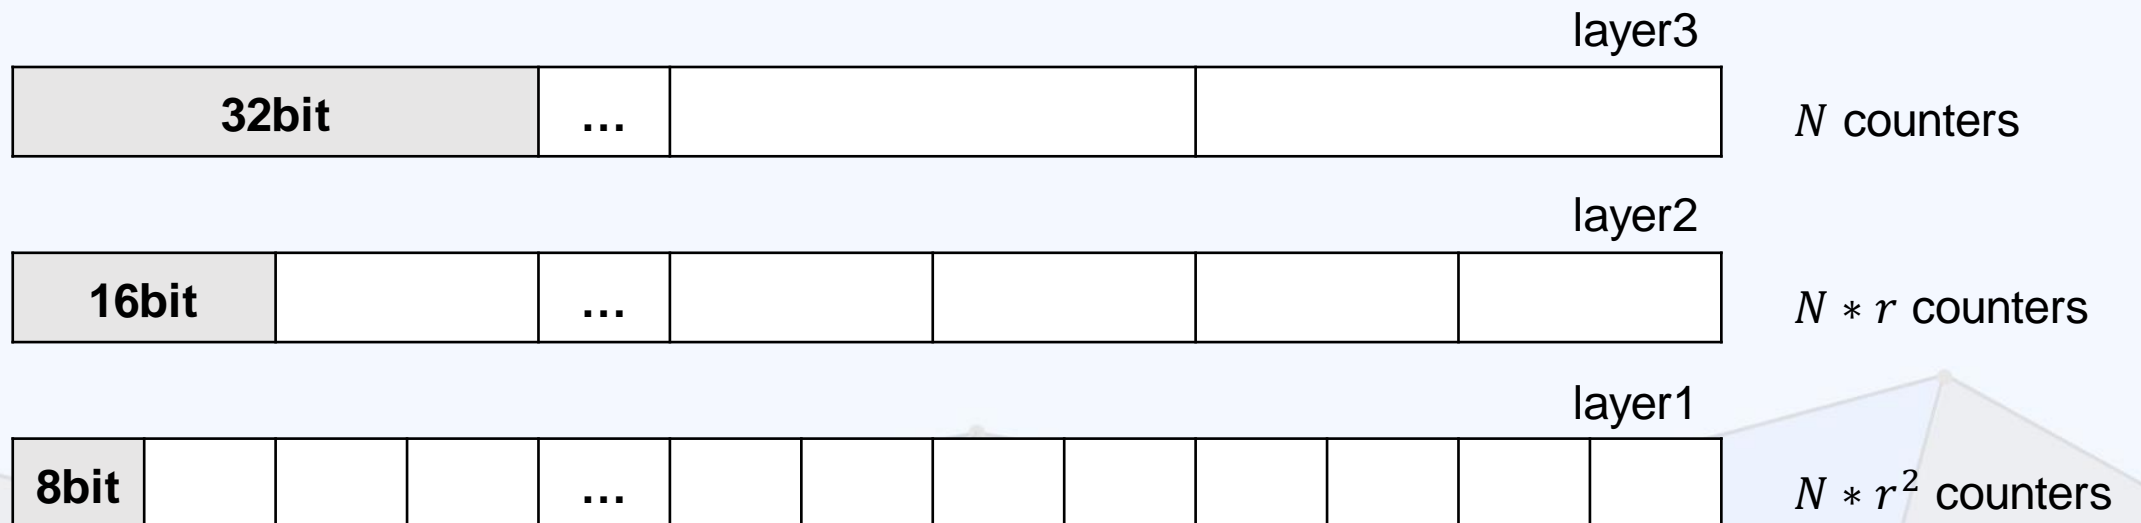 layer3
32bit ... N counters
layer2
16bit ... N ∗ r counters
layer1
8bit ... N ∗ r² counters